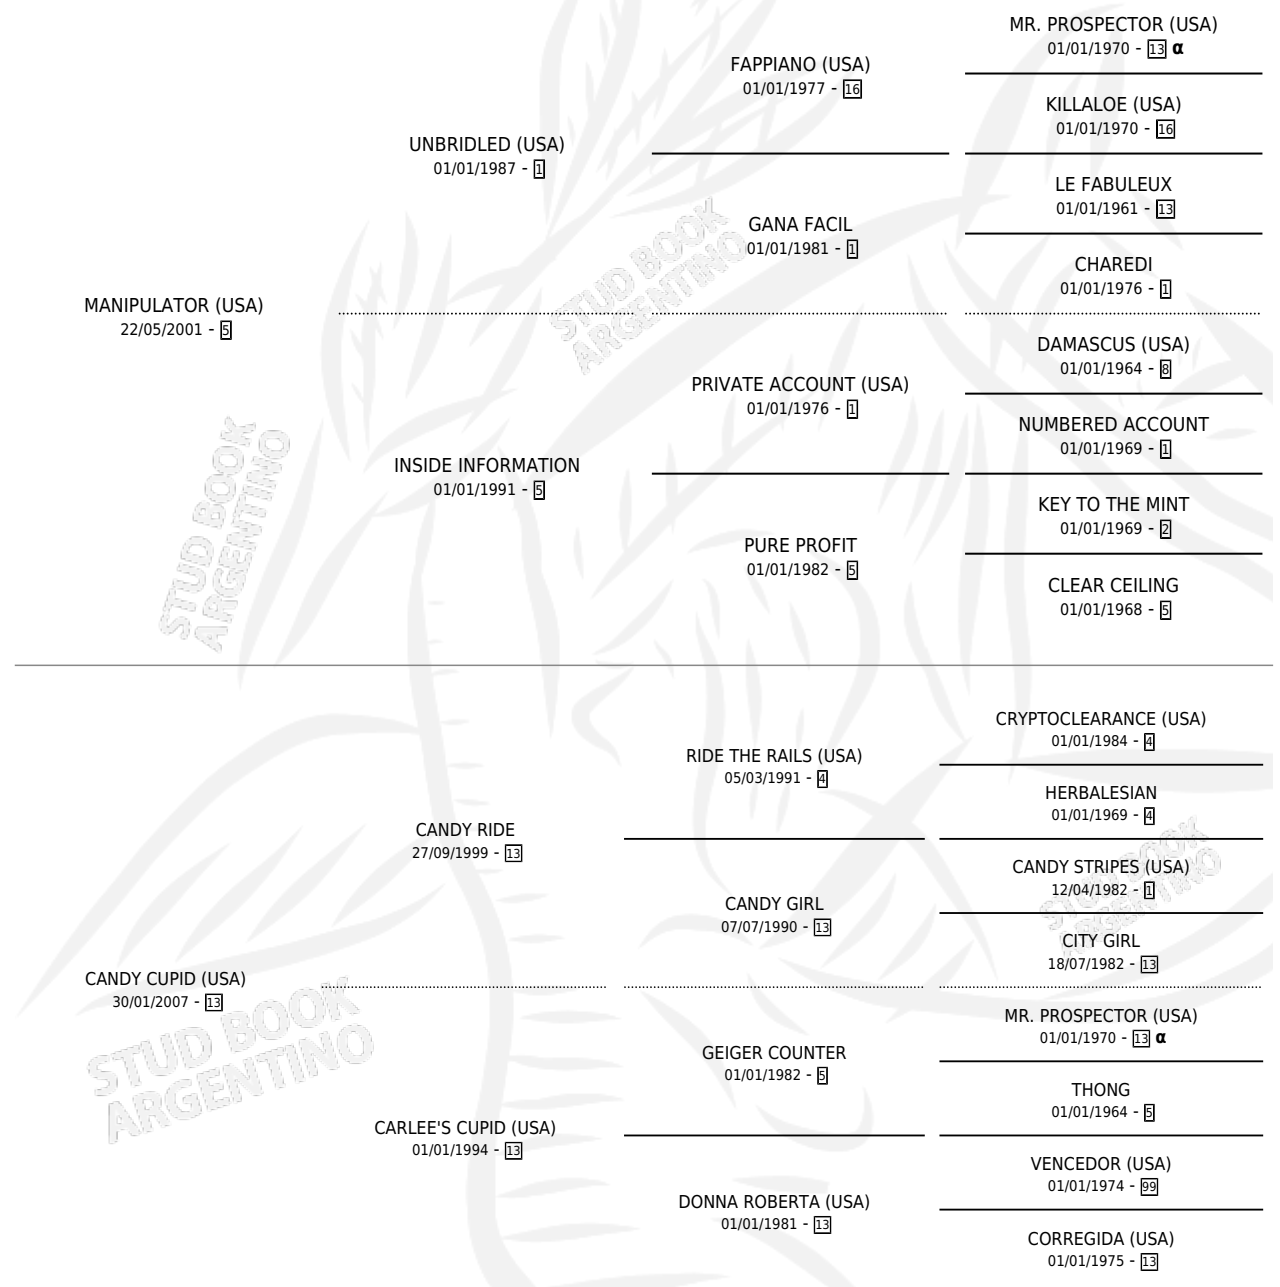 MR. PROSPECTOR (USA)
01/01/1970 - 13 α
FAPPIANO (USA)
01/01/1977 - 16
KILLALOE (USA)
01/01/1970 - 16
UNBRIDLED (USA)
01/01/1987 - 1
LE FABULEUX
01/01/1961 - 13
GANA FACIL
01/01/1981 - 1
CHAREDI
01/01/1976 - 1
MANIPULATOR (USA)
22/05/2001 - 5
DAMASCUS (USA)
01/01/1964 - 8
PRIVATE ACCOUNT (USA)
01/01/1976 - 1
NUMBERED ACCOUNT
01/01/1969 - 1
INSIDE INFORMATION
01/01/1991 - 5
KEY TO THE MINT
01/01/1969 - 2
PURE PROFIT
01/01/1982 - 5
CLEAR CEILING
01/01/1968 - 5
CRYPTOCLEARANCE (USA)
01/01/1984 - 4
RIDE THE RAILS (USA)
05/03/1991 - 4
HERBALESIAN
01/01/1969 - 4
CANDY RIDE
27/09/1999 - 13
CANDY STRIPES (USA)
12/04/1982 - 1
CANDY GIRL
07/07/1990 - 13
CITY GIRL
18/07/1982 - 13
CANDY CUPID (USA)
30/01/2007 - 13
MR. PROSPECTOR (USA)
01/01/1970 - 13 α
GEIGER COUNTER
01/01/1982 - 5
THONG
01/01/1964 - 5
CARLEE'S CUPID (USA)
01/01/1994 - 13
VENCEDOR (USA)
01/01/1974 - 99
DONNA ROBERTA (USA)
01/01/1981 - 13
CORREGIDA (USA)
01/01/1975 - 13
STUD BOOK
ARGENTINO
STUD BOOK
ARGENTINO
STUD BOOK
ARGENTINO
STUD BOOK
ARGENTINO